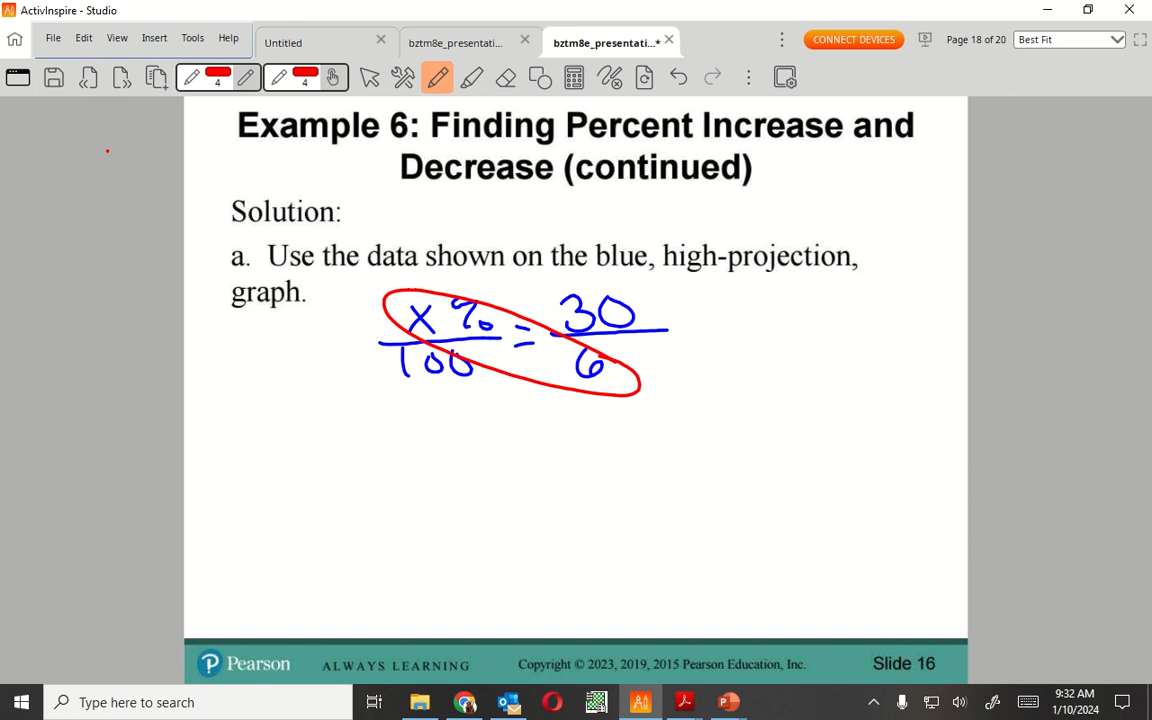 ActivInspire - Studio
File Edit View Insert Tools Help
Untitled
bztm8e_presentati...
bztm8e_presentati...*
CONNECT DEVICES
Page 18 of 20
Best Fit
4
4
Example 6: Finding Percent Increase and
Decrease (continued)
Solution:
a. Use the data shown on the blue, high-projection,
graph.
x% = 30
100 6
Pearson
ALWAYS LEARNING
Copyright © 2023, 2019, 2015 Pearson Education, Inc.
Slide 16
Type here to search
9:32 AM
1/10/2024